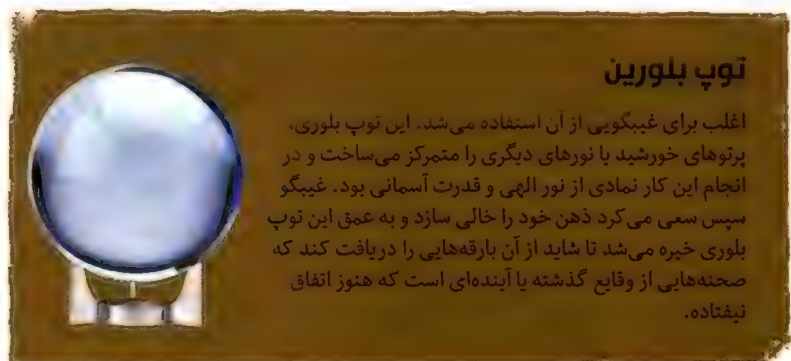 توپ بلورین
اغلب برای غیبگویی از آن استفاده می‌شد. این توپ بلوری،
پرتوهای خورشید یا نورهای دیگری را متمرکز می‌ساخت و در
انجام این کار نمادی از نور الهی و قدرت آسمانی بود. غیبگو
سپس سعی می‌کرد ذهن خود را خالی سازد و به عمق این توپ
بلوری خیره می‌شد تا شاید از آن بارقه‌هایی را دریافت کند که
صحنه‌هایی از وقایع گذشته یا آینده‌ای است که هنوز اتفاق
نیفتاده.